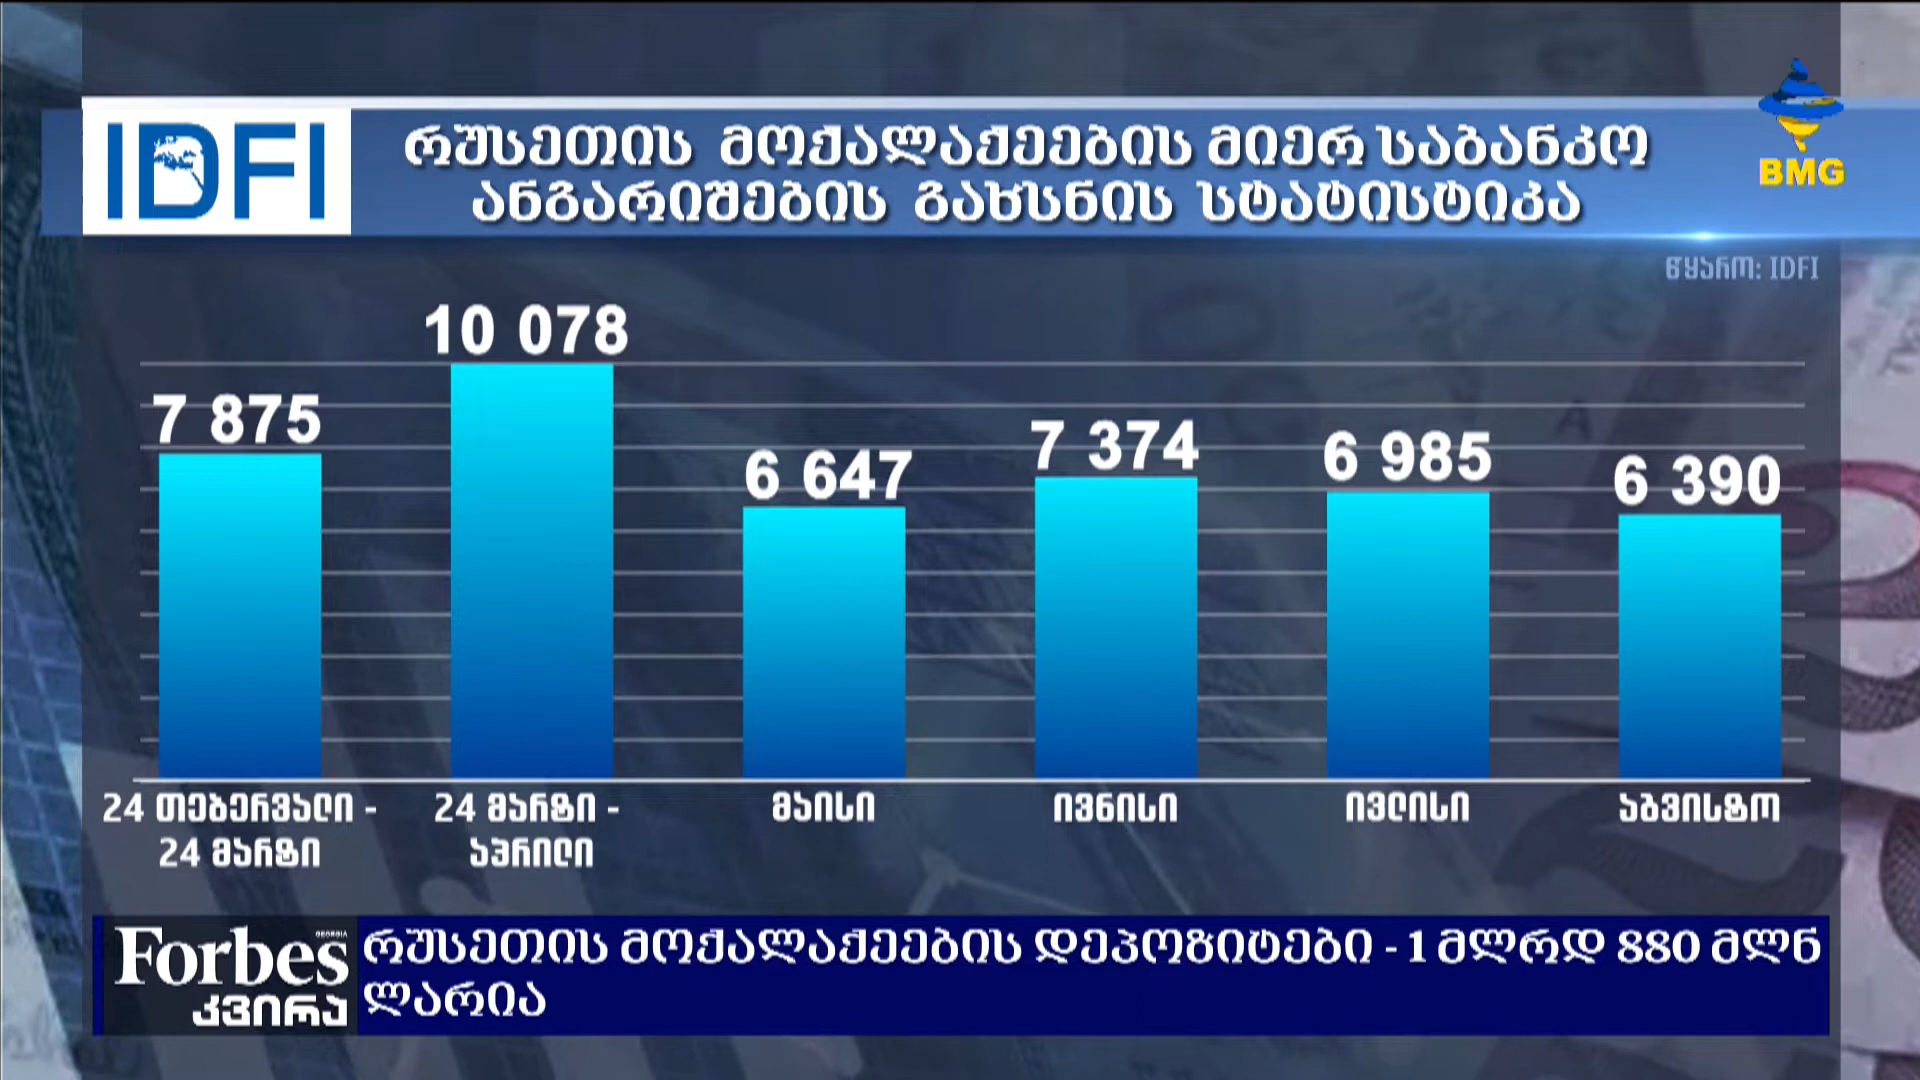 IDFI
რუსეთის მოქალაქეების მიერ საბანკო
ანგარიშების გახსნის სტატისტიკა
BMG
წყარო: IDFI
7 875
10 078
6 647
7 374
6 985
6 390
24 თებერვალი -
24 მარტი
24 მარტი -
აპრილი
მაისი
ივნისი
ივლისი
აგვისტო
Forbes
GEORGIA
კვირა
რუსეთის მოქალაქეების დეპოზიტები - 1 მლრდ 880 მლნ
ლარია